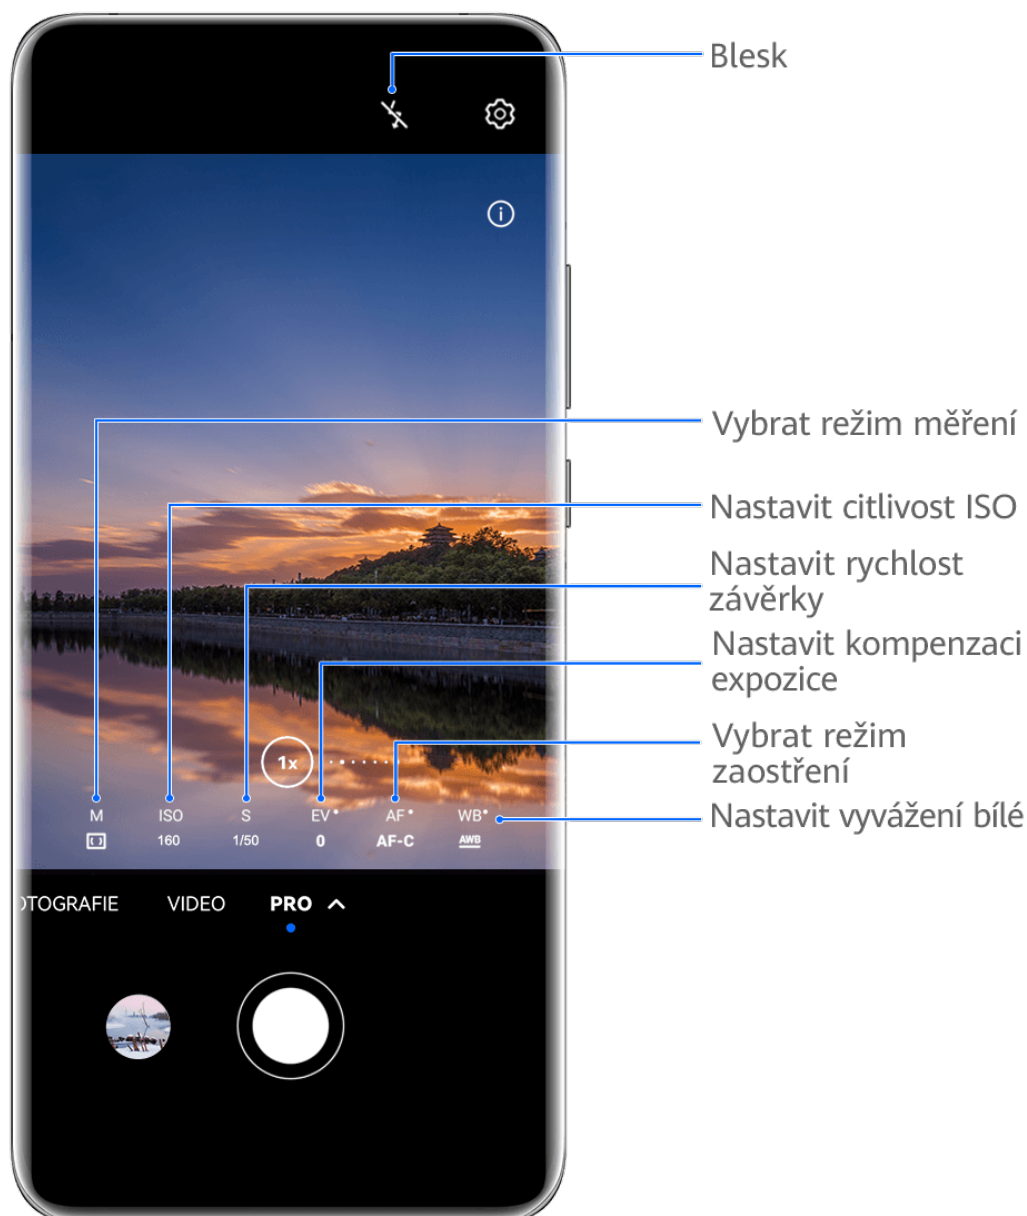 Blesk
Vybrat režim měření
Nastavit citlivost ISO
Nastavit rychlost
závěrky
Nastavit kompenzaci
expozice
Vybrat režim
zaostření
Nastavit vyvážení bílé
1x
M ISO S EV AF WB
160 1/50 0 AF-C AWB
OTOGRAFIE VIDEO PRO